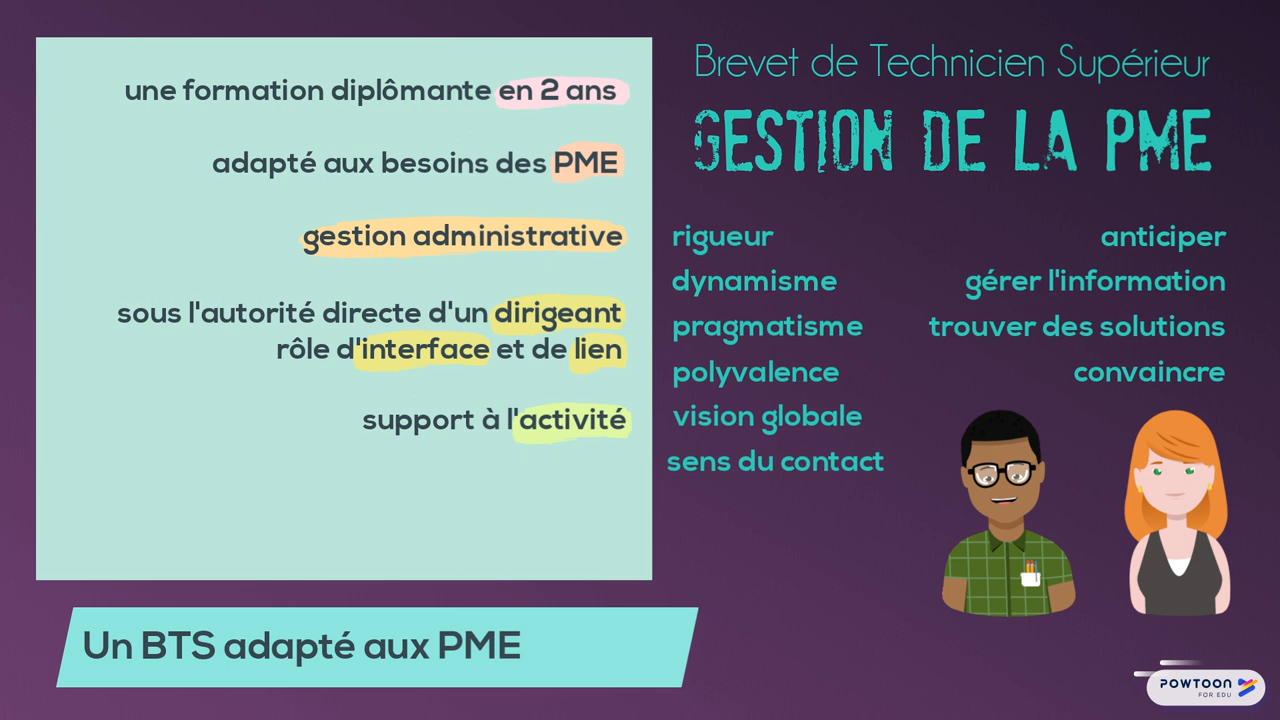 une formation diplômante en 2 ans
adapté aux besoins des PME
gestion administrative
sous l'autorité directe d'un dirigeant
rôle d'interface et de lien
support à l'activité
Un BTS adapté aux PME
Brevet de Technicien Supérieur
GESTION DE LA PME
rigueur
dynamisme
pragmatisme
polyvalence
vision globale
sens du contact
anticiper
gérer l'information
trouver des solutions
convaincre
POWTOON
FOR EDU